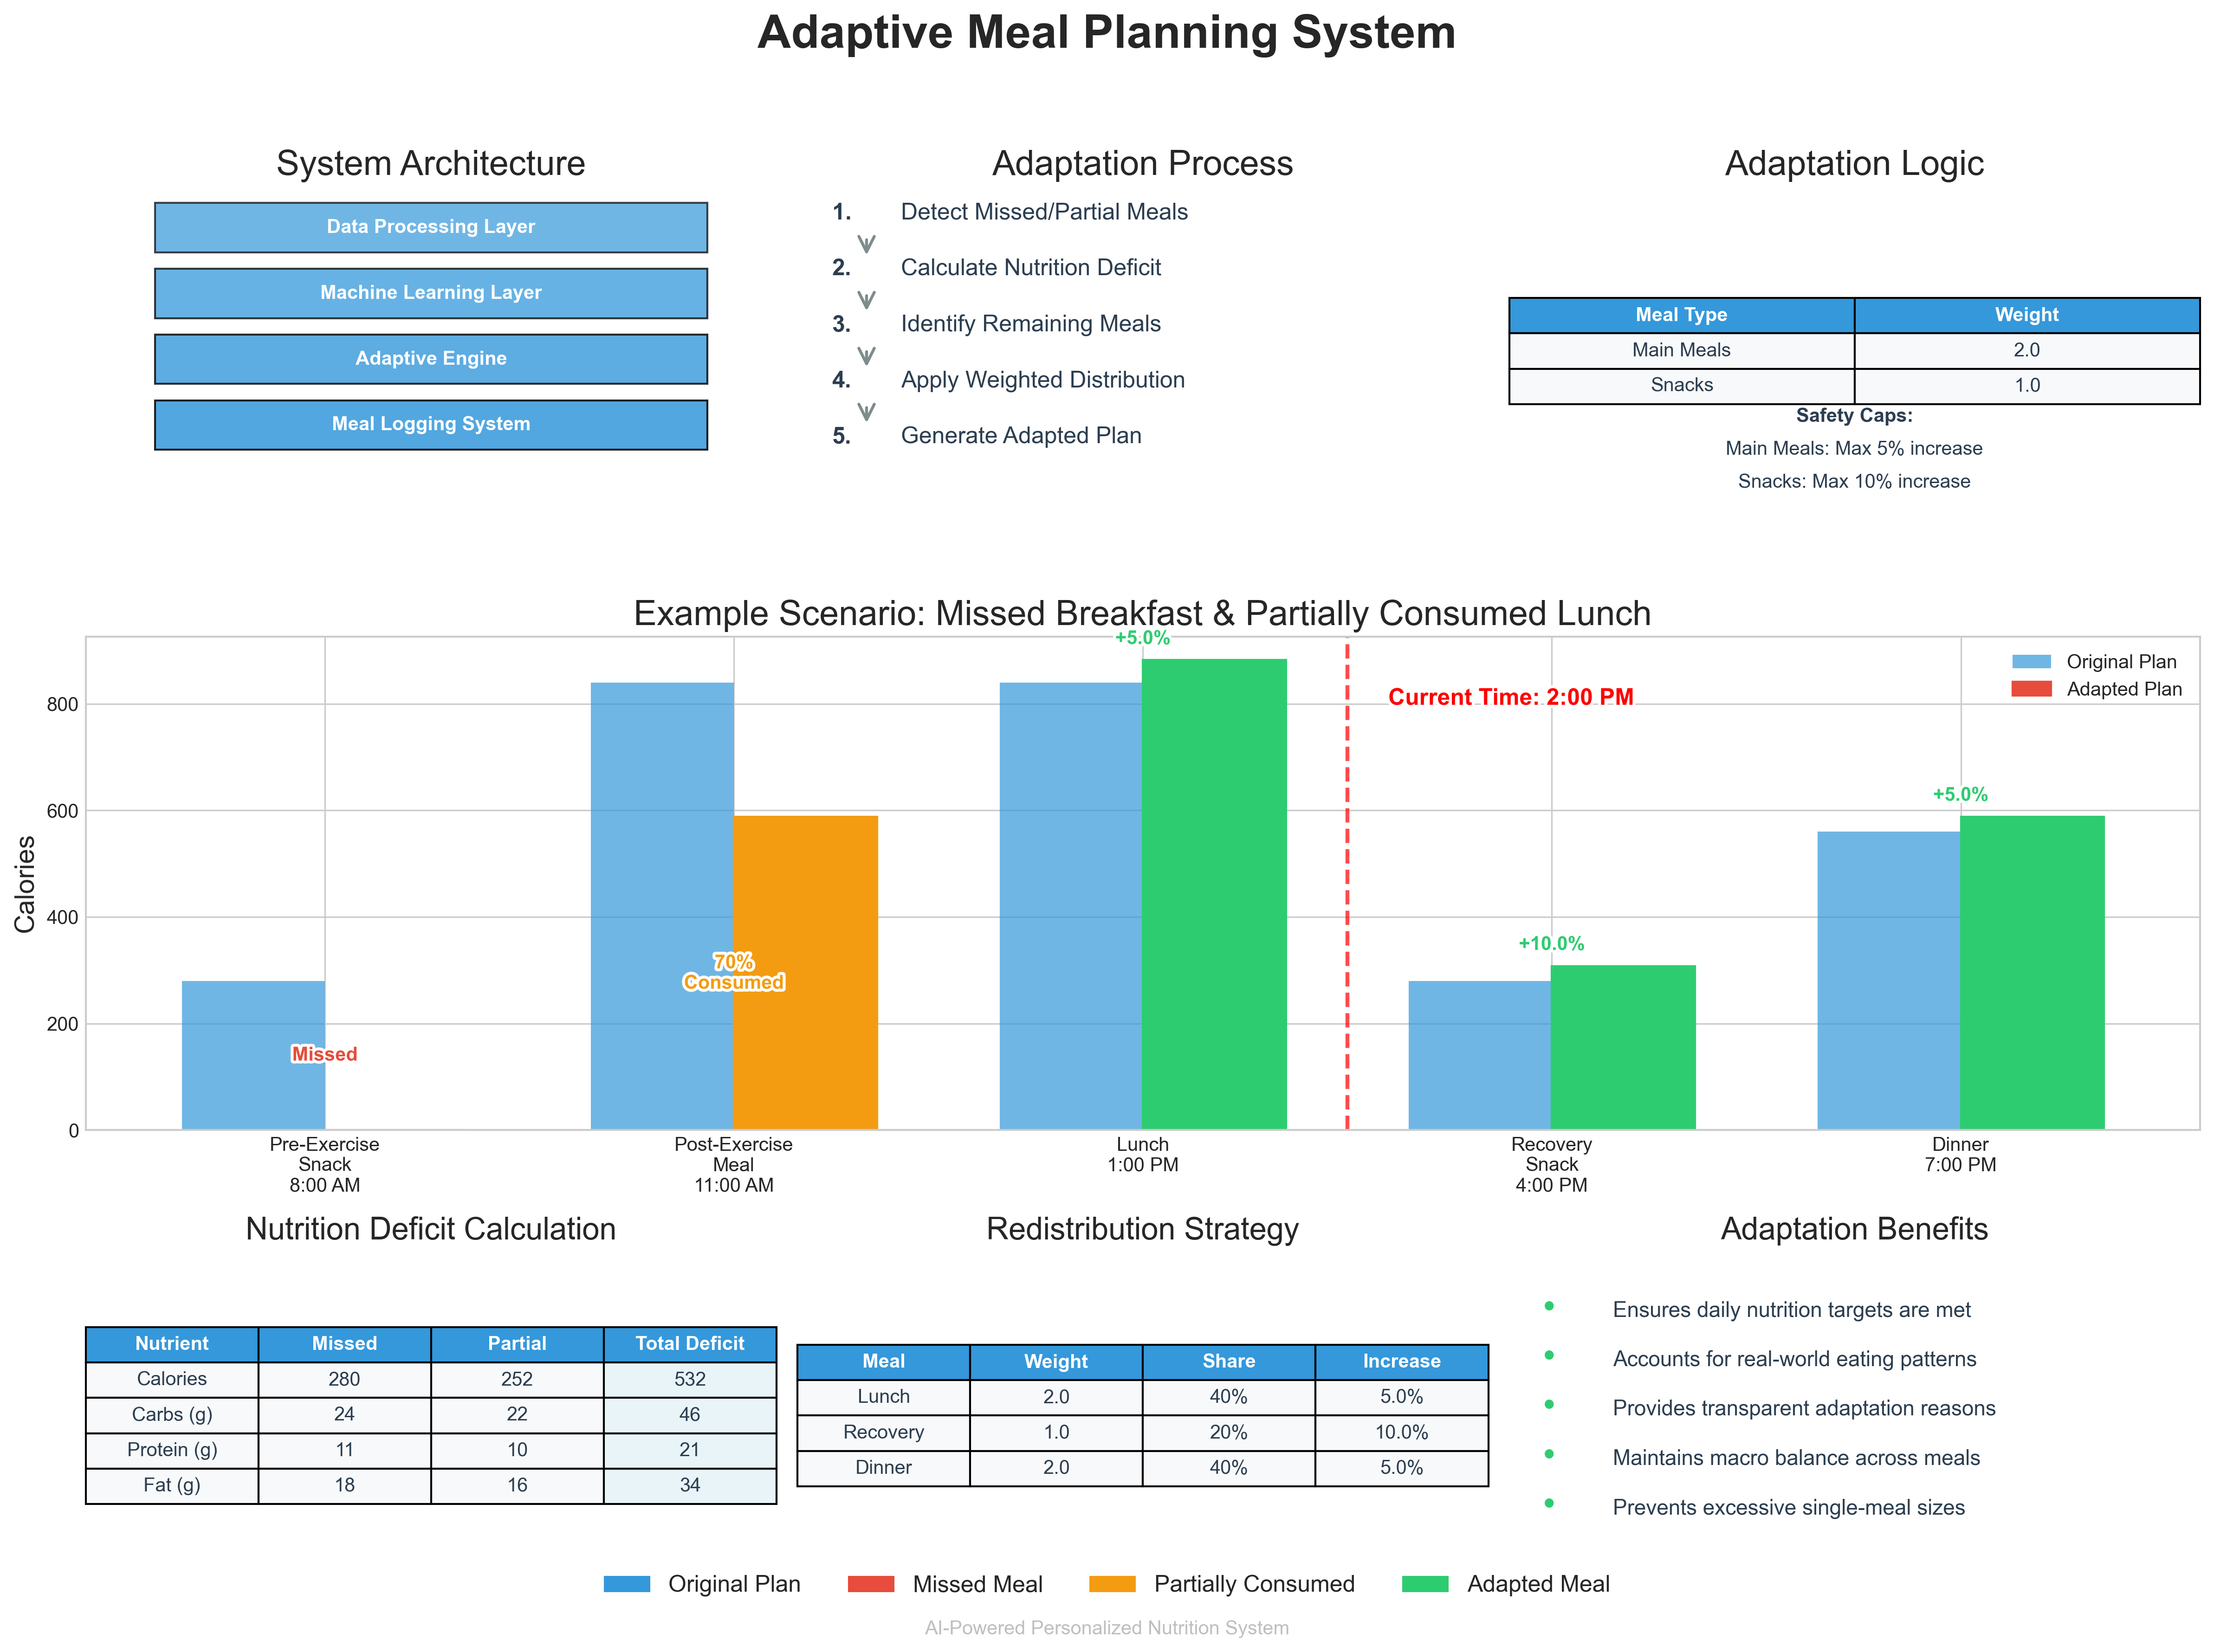 Adaptive Meal Planning System
System Architecture
Data Processing Layer
Machine Learning Layer
Adaptive Engine
Meal Logging System
Adaptation Process
1. Detect Missed/Partial Meals
2. Calculate Nutrition Deficit
3. Identify Remaining Meals
4. Apply Weighted Distribution
5. Generate Adapted Plan
Adaptation Logic
Meal Type Weight
Main Meals 2.0
Snacks 1.0
Safety Caps:
Main Meals: Max 5% increase
Snacks: Max 10% increase
Example Scenario: Missed Breakfast & Partially Consumed Lunch
Calories
800
600
400
200
0
Missed
70%
Consumed
+5.0%
Current Time: 2:00 PM
+10.0%
+5.0%
Original Plan
Adapted Plan
Pre-Exercise
Snack
8:00 AM
Post-Exercise
Meal
11:00 AM
Lunch
1:00 PM
Recovery
Snack
4:00 PM
Dinner
7:00 PM
Nutrition Deficit Calculation
Nutrient Missed Partial Total Deficit
Calories 280 252 532
Carbs (g) 24 22 46
Protein (g) 11 10 21
Fat (g) 18 16 34
Redistribution Strategy
Meal Weight Share Increase
Lunch 2.0 40% 5.0%
Recovery 1.0 20% 10.0%
Dinner 2.0 40% 5.0%
Adaptation Benefits
• Ensures daily nutrition targets are met
• Accounts for real-world eating patterns
• Provides transparent adaptation reasons
• Maintains macro balance across meals
• Prevents excessive single-meal sizes
Original Plan Missed Meal Partially Consumed Adapted Meal
AI-Powered Personalized Nutrition System